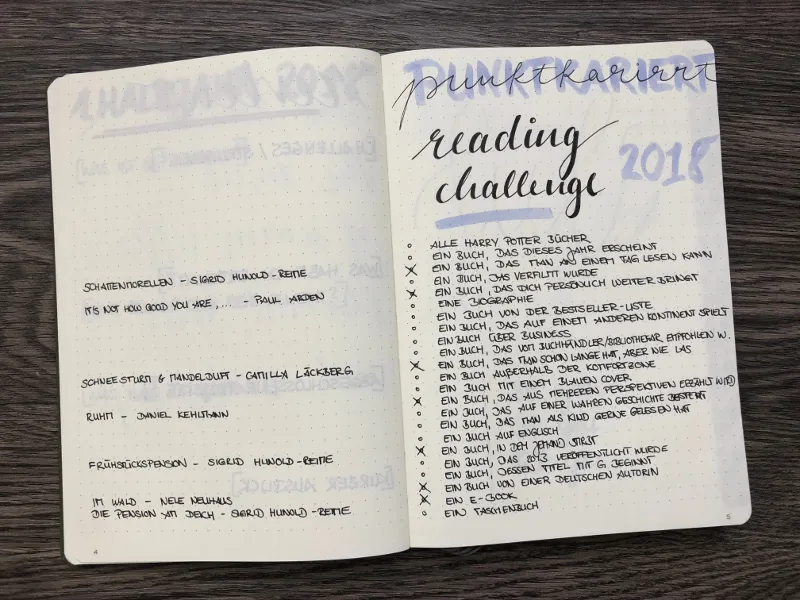 SCHATTENMORELLEN - SIGRID HUNOLD-REIME
IT'S NOT HOW GOOD YOU ARE,... - PAUL ARDEN
SCHNEESTURM & MANDELDUFT - CAMILLA LÄCKBERG
RUHM - DANIEL KEHLMANN
FRÜHSTÜCKSPENSION - SIGRID HUNOLD-REIME
IM WALD - NELE NEUHAUS
DIE PENSION AM DEICH - SIGRID HUNOLD-REIME
4
PUNKTKARIERT
punktkariert
reading
challenge
2018
ALLE HARRY POTTER BÜCHER
EIN BUCH, DAS DIESES JAHR ERSCHEINT
EIN BUCH, DAS MAN AN EINEM TAG LESEN KANN
EIN BUCH, DAS VERFILMT WURDE
EIN BUCH, DAS DICH PERSÖNLICH WEITER BRINGT
EINE BIOGRAPHIE
EIN BUCH VON DER BESTSELLER-LISTE
EIN BUCH, DAS AUF EINEM ANDEREN KONTINENT SPIELT
EIN BUCH ÜBER BUSINESS
EIN BUCH, DAS VOM BUCHHÄNDLER/BIBLIOTHEKAR EMPFOHLEN W.
EIN BUCH, DAS MAN SCHON LANGE HAT, ABER NIE LAS
EIN BUCH AUßERHALB DER KOMFORTZONE
EIN BUCH MIT EINEM BLAUEN COVER
EIN BUCH, DAS AUS MEHREREN PERSPEKTIVEN ERZÄHLT WIRD
EIN BUCH, DAS AUF EINER WAHREN GESCHICHTE BASIERT
EIN BUCH, DAS MAN ALS KIND GERNE GELESEN HAT
EIN BUCH AUF ENGLISCH
EIN BUCH, IN DEM JEMAND STIRBT
EIN BUCH, DAS 2013 VERÖFFENTLICHT WURDE
EIN BUCH, DESSEN TITEL MIT G BEGINNT
EIN BUCH VON EINER DEUTSCHEN AUTORIN
EIN E-BOOK
EIN TASCHENBUCH
5